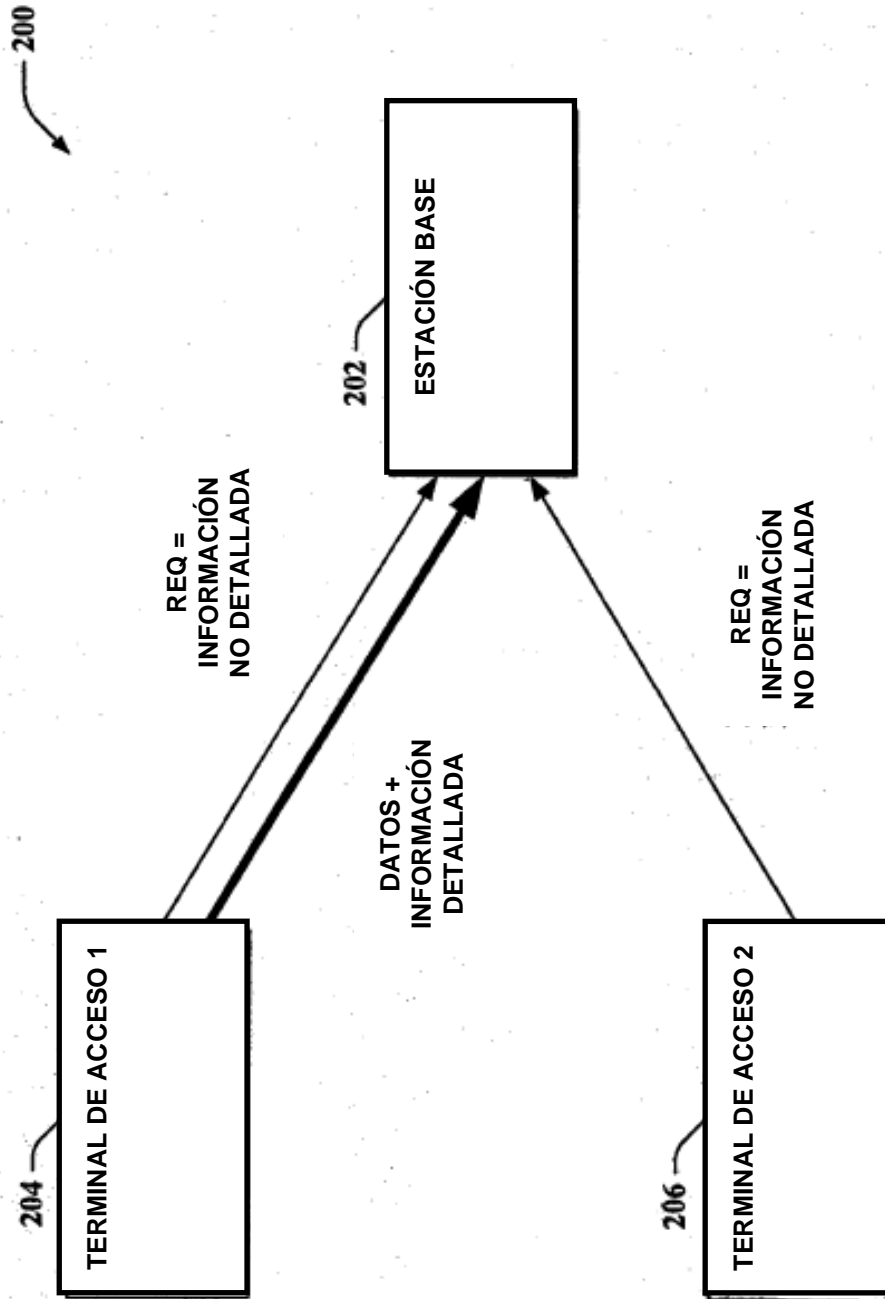 200
204
TERMINAL DE ACCESO 1
REQ =
INFORMACIÓN
NO DETALLADA
DATOS +
INFORMACIÓN
DETALLADA
202
ESTACIÓN BASE
206
TERMINAL DE ACCESO 2
REQ =
INFORMACIÓN
NO DETALLADA